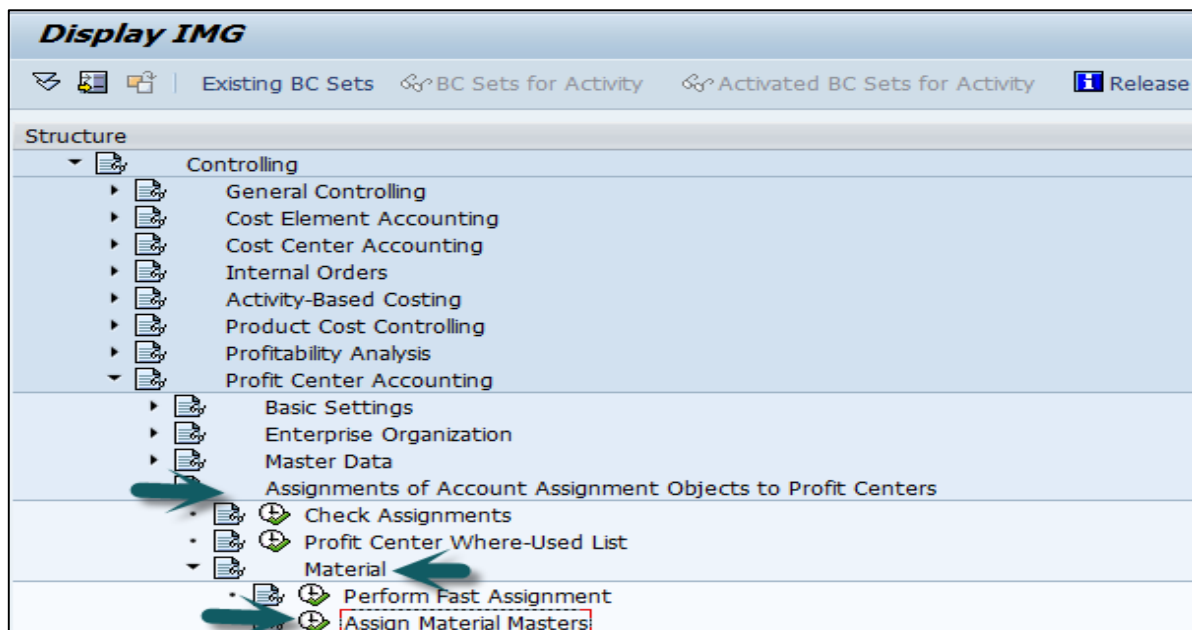 Display IMG
Existing BC Sets BC Sets for Activity Activated BC Sets for Activity Release
Structure
Controlling
General Controlling
Cost Element Accounting
Cost Center Accounting
Internal Orders
Activity-Based Costing
Product Cost Controlling
Profitability Analysis
Profit Center Accounting
Basic Settings
Enterprise Organization
Master Data
Assignments of Account Assignment Objects to Profit Centers
Check Assignments
Profit Center Where-Used List
Material
Perform Fast Assignment
Assign Material Masters